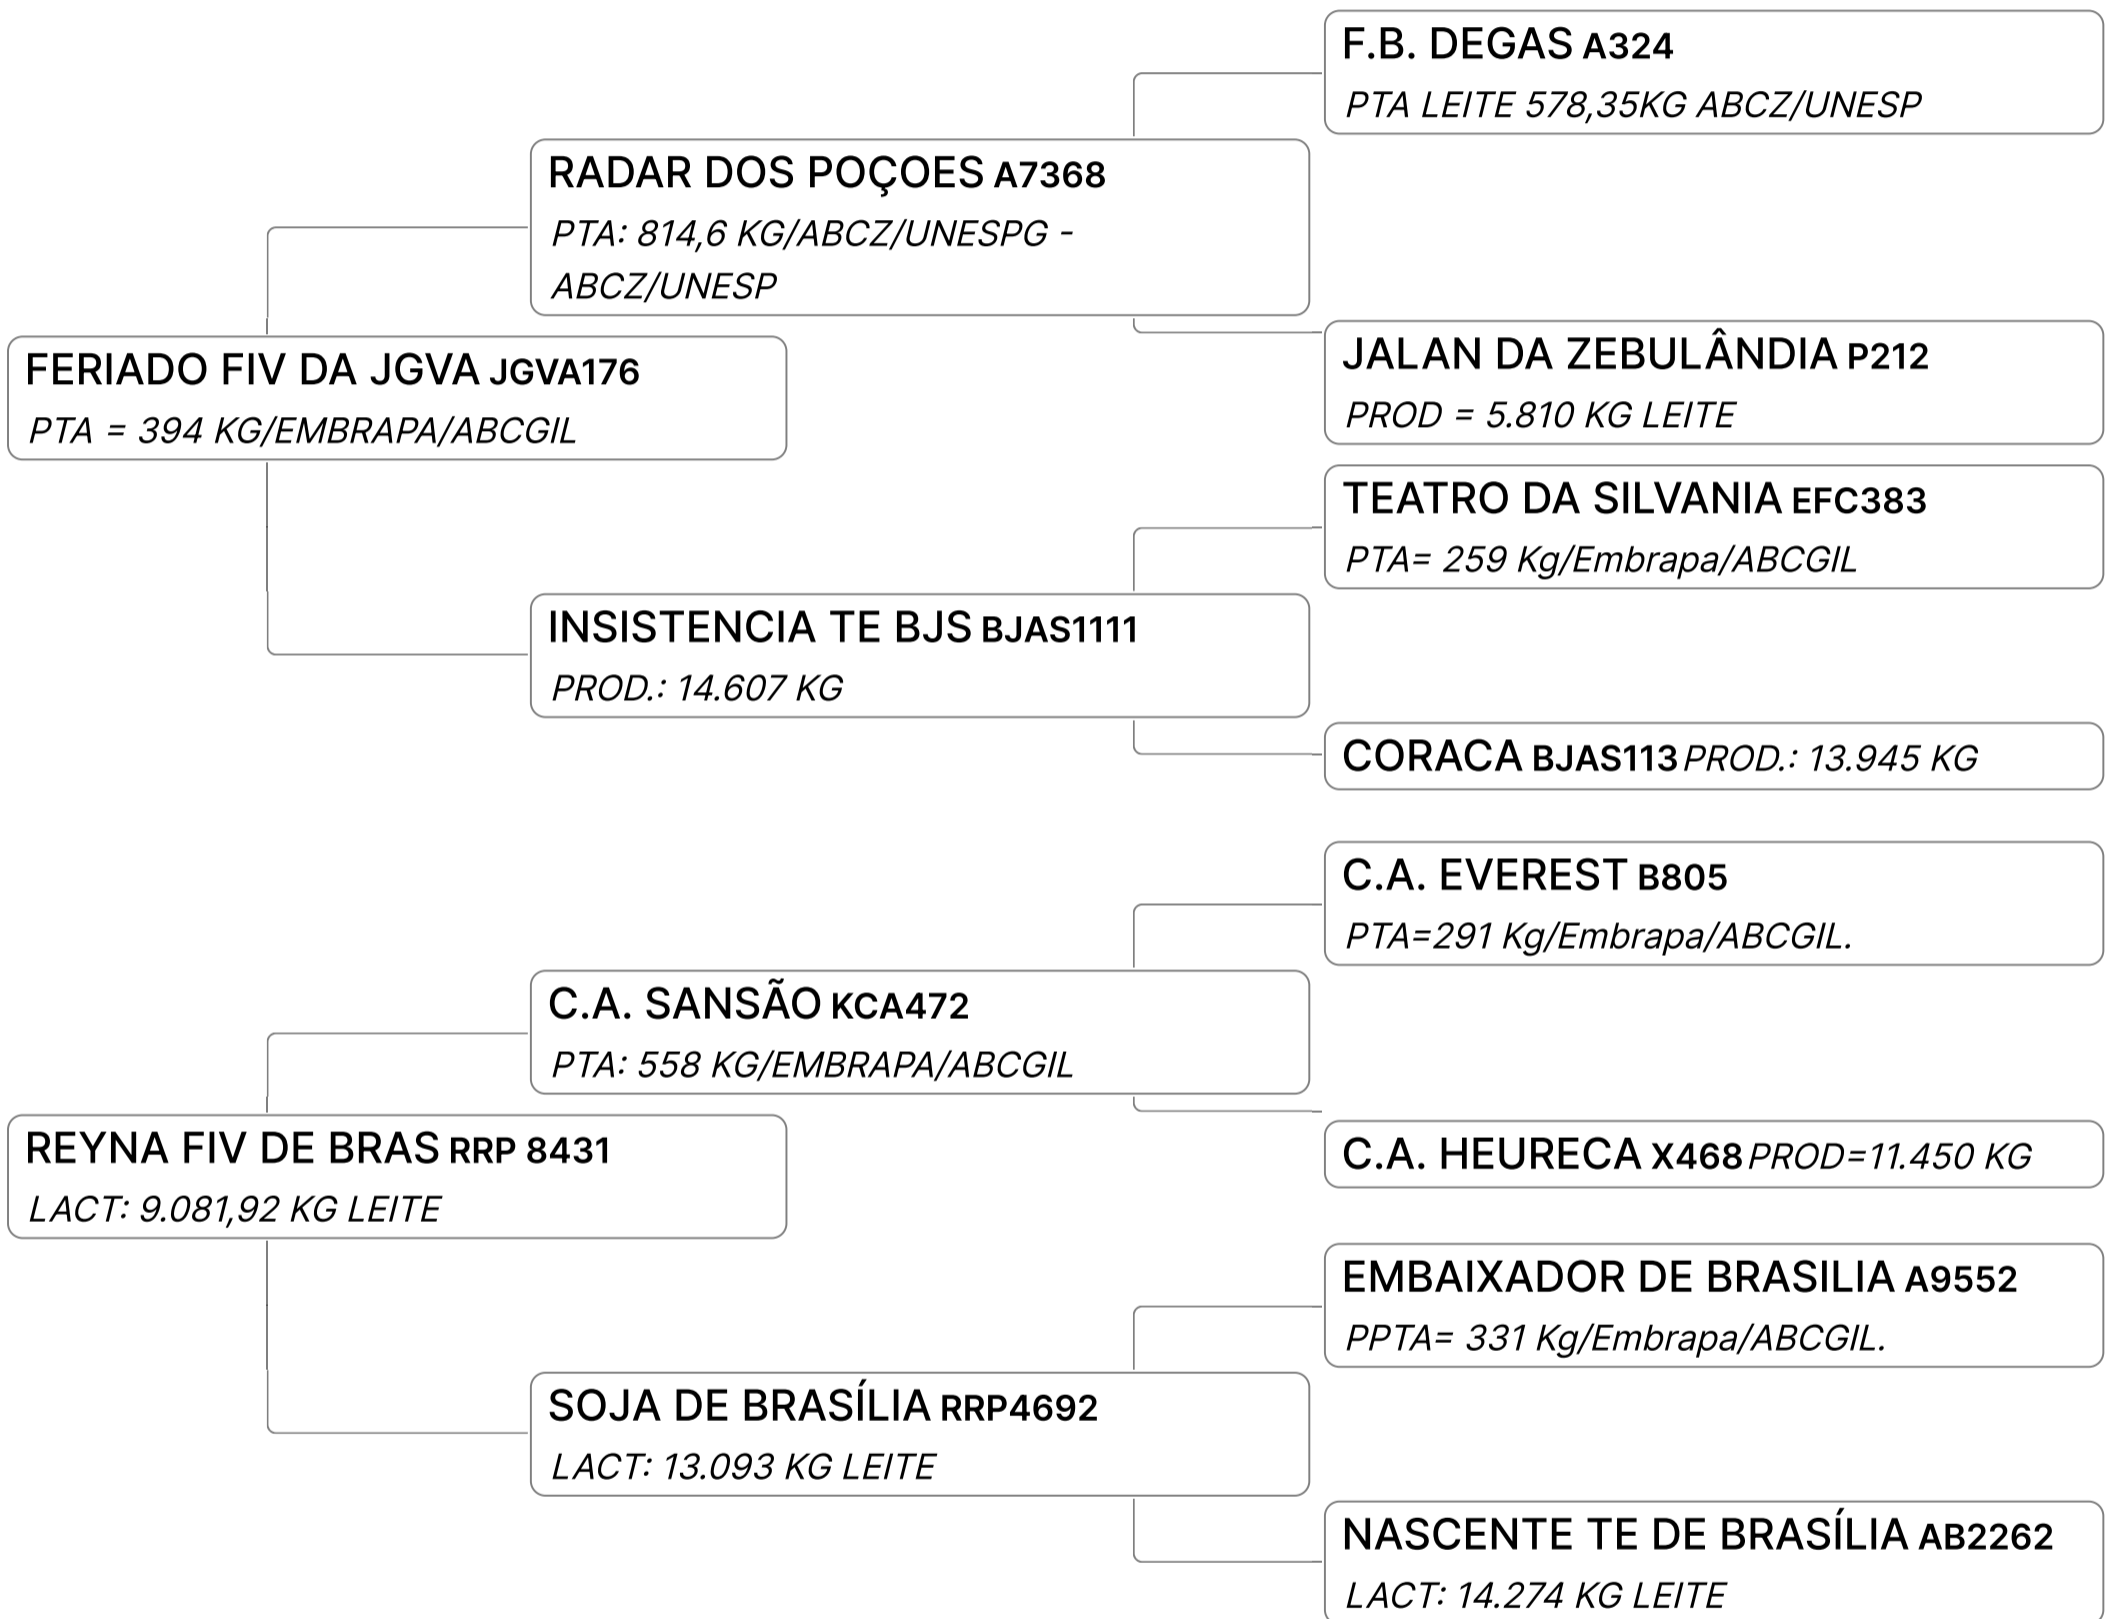 F.B. DEGAS A324
PTA LEITE 578,35KG ABCZ/UNESP
RADAR DOS POÇOES A7368
PTA: 814,6 KG/ABCZ/UNESPG -
ABCZ/UNESP
JALAN DA ZEBULÂNDIA P212
PROD = 5.810 KG LEITE
FERIADO FIV DA JGVA JGVA176
PTA = 394 KG/EMBRAPA/ABCGIL
TEATRO DA SILVANIA EFC383
PTA= 259 Kg/Embrapa/ABCGIL
INSISTENCIA TE BJS BJAS1111
PROD.: 14.607 KG
CORACA BJAS113 PROD.: 13.945 KG
C.A. EVEREST B805
PTA=291 Kg/Embrapa/ABCGIL.
C.A. SANSÃO KCA472
PTA: 558 KG/EMBRAPA/ABCGIL
C.A. HEURECA X468 PROD=11.450 KG
REYNA FIV DE BRAS RRP 8431
LACT: 9.081,92 KG LEITE
EMBAIXADOR DE BRASILIA A9552
PPTA= 331 Kg/Embrapa/ABCGIL.
SOJA DE BRASÍLIA RRP4692
LACT: 13.093 KG LEITE
NASCENTE TE DE BRASÍLIA AB2262
LACT: 14.274 KG LEITE